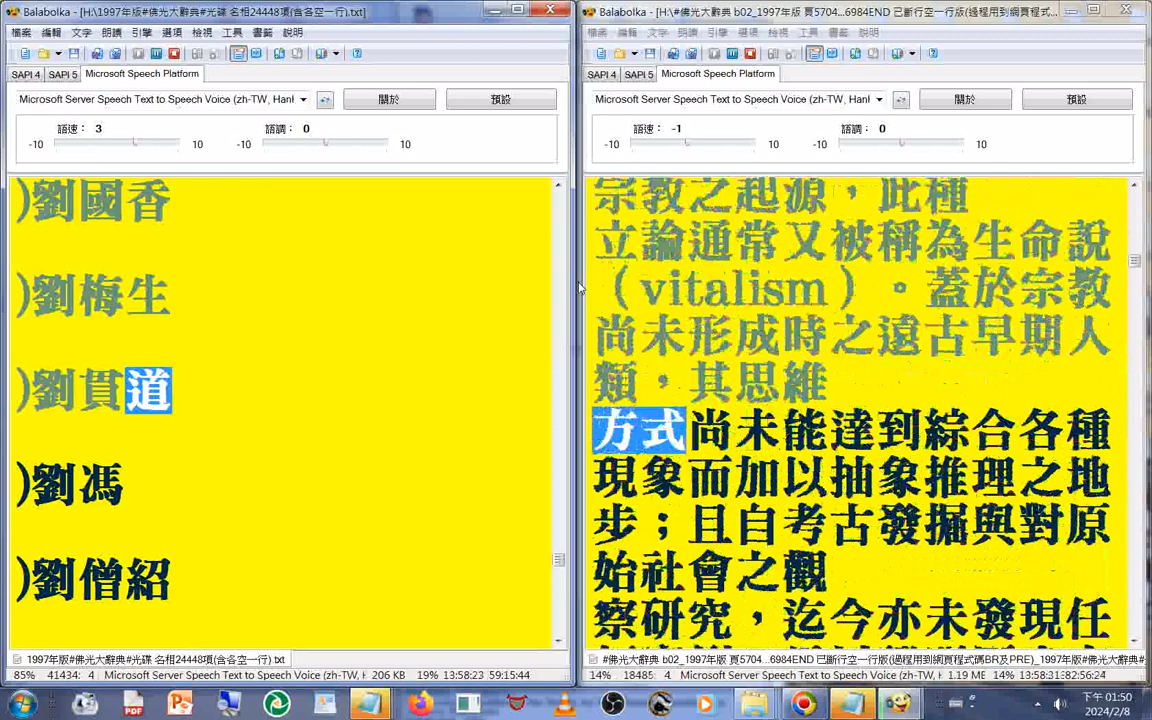 Balabolka - [H:\1997年版#佛光大辭典#光碟 名相24448項(含各空一行).txt]
檔案 編輯 文字 朗讀 引擎 選項 檢視 工具 書籤 說明
SAPI 4 SAPI 5 Microsoft Speech Platform
Microsoft Server Speech Text to Speech Voice (zh-TW, Hanl 關於 預設
語速： 3 語調： 0
-10 10 -10 10
)劉國香
)劉梅生
)劉貫道
)劉馮
)劉僧紹
1997年版#佛光大辭典#光碟 名相24448項(含各空一行).txt
85% 41434: 4 Microsoft Server Speech Text to Speech Voice (zh-TW, H 206 KB 19% 13:58:23 59:15:44
Balabolka - [H:\#佛光大辭典 b02_1997年版 頁5704...6984END 已斷行空一行版(過程用到網頁程式...
檔案 編輯 文字 朗讀 引擎 選項 檢視 工具 書籤 說明
SAPI 4 SAPI 5 Microsoft Speech Platform
Microsoft Server Speech Text to Speech Voice (zh-TW, Hanl 關於 預設
語速： -1 語調： 0
-10 10 -10 10
宗教之起源，此種
立論通常又被稱為生命說
（vitalism）。蓋於宗教
尚未形成時之遠古早期人
類，其思維
方式尚未能達到綜合各種
現象而加以抽象推理之地
步；且自考古發掘與對原
始社會之觀
察研究，迄今亦未發現任
#佛光大辭典 b02_1997年版 頁5704...6984END 已斷行空一行版(過程用到網頁程式碼BR及PRE)_1997年版#
14% 18485: 4 Microsoft Server Speech Text to Speech Voice (zh-TW, H 1.19 ME 14% 13:58:31 82:56:24
下午 01:50
2024/2/8